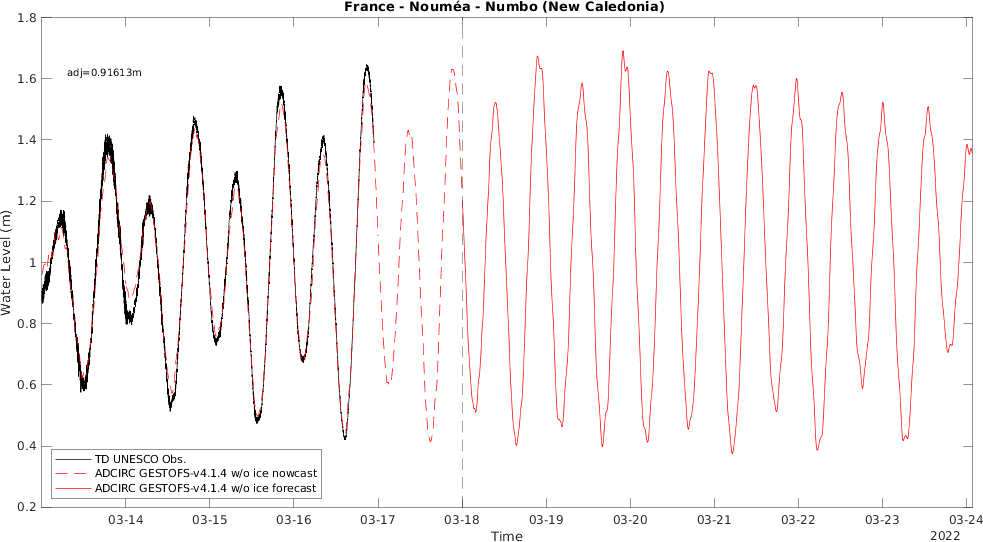 France - Nouméa - Numbo (New Caledonia)
1.8
1.6
1.4
1.2
1
0.8
0.6
0.4
0.2
Water Level (m)
adj=0.91613m
TD UNESCO Obs.
ADCIRC GESTOFS-v4.1.4 w/o ice nowcast
ADCIRC GESTOFS-v4.1.4 w/o ice forecast
03-14 03-15 03-16 03-17 03-18 03-19 03-20 03-21 03-22 03-23 03-24
Time
2022